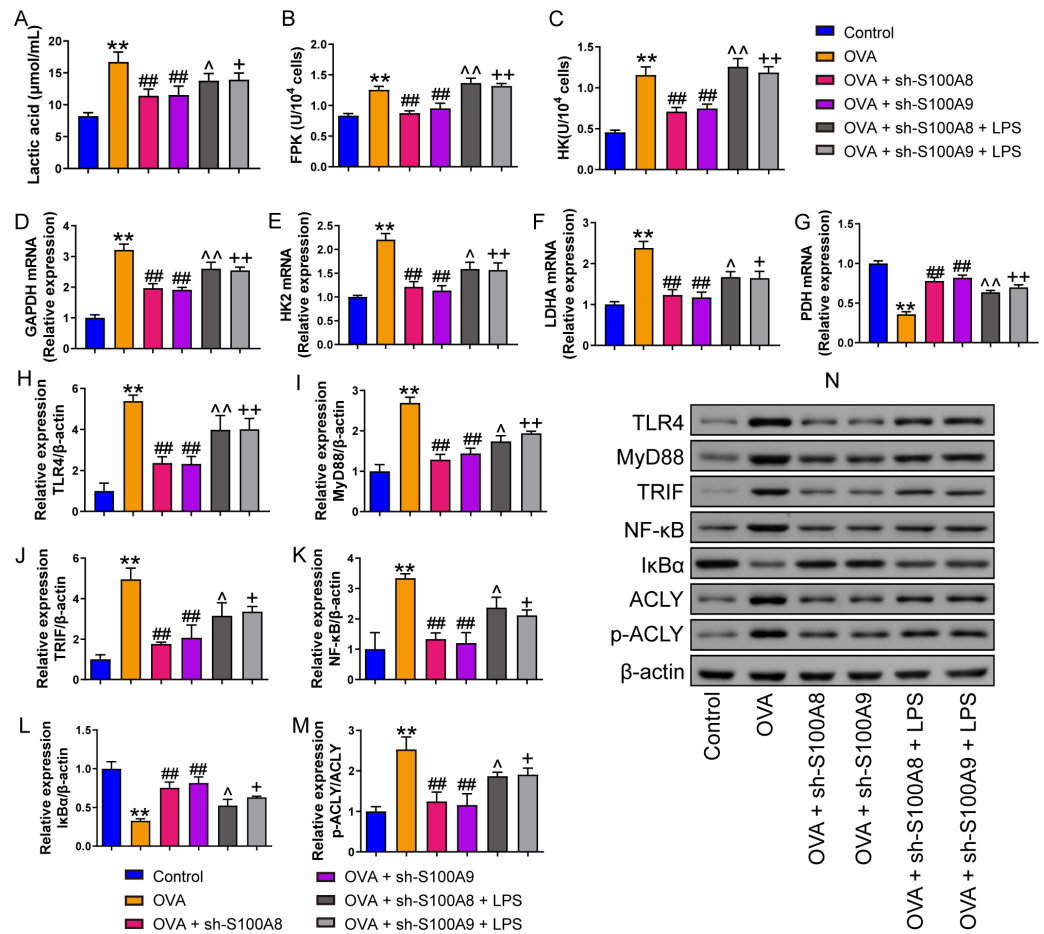 A
Lactic acid (μmol/mL)
20
15
10
5
0
**
##
##
^
+
B
FPK (U/10⁴ cells)
2.0
1.5
1.0
0.5
0.0
**
##
##
^^
++
C
HK(U/10⁴ cells)
1.5
1.0
0.5
0.0
**
##
##
^^
++
Control
OVA
OVA + sh-S100A8
OVA + sh-S100A9
OVA + sh-S100A8 + LPS
OVA + sh-S100A9 + LPS
D
GAPDH mRNA
(Relative expression)
4
3
2
1
0
**
##
##
^^
++
E
HK2 mRNA
(Relative expression)
2.5
2.0
1.5
1.0
0.5
0.0
**
##
##
^
++
F
LDHA mRNA
(Relative expression)
3
2
1
0
**
##
##
^
+
G
PDH mRNA
(Relative expression)
1.5
1.0
0.5
0.0
**
##
##
^^
++
H
Relative expression
TLR4/β-actin
6
4
2
0
**
##
##
^^
++
I
Relative expression
MyD88/β-actin
3
2
1
0
**
##
##
^
++
J
Relative expression
TRIF/β-actin
6
4
2
0
**
##
##
^
+
K
Relative expression
NF-κB/β-actin
4
3
2
1
0
**
##
##
^
+
L
Relative expression
IκBα/β-actin
1.5
1.0
0.5
0.0
**
##
##
^
+
M
Relative expression
p-ACLY/ACLY
3
2
1
0
**
##
##
^
+
N
TLR4
MyD88
TRIF
NF-κB
IκBα
ACLY
p-ACLY
β-actin
Control
OVA
OVA + sh-S100A8
OVA + sh-S100A9
OVA + sh-S100A8 + LPS
OVA + sh-S100A9 + LPS
Control
OVA
OVA + sh-S100A8
OVA + sh-S100A9
OVA + sh-S100A8 + LPS
OVA + sh-S100A9 + LPS